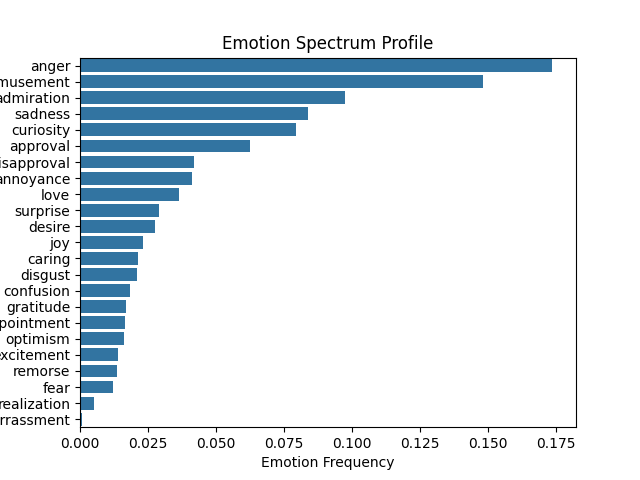 Emotion Spectrum Profile
anger
musement
admiration
sadness
curiosity
approval
isapproval
annoyance
love
surprise
desire
joy
caring
disgust
confusion
gratitude
pointment
optimism
excitement
remorse
fear
realization
rrassment
0.000 0.025 0.050 0.075 0.100 0.125 0.150 0.175
Emotion Frequency